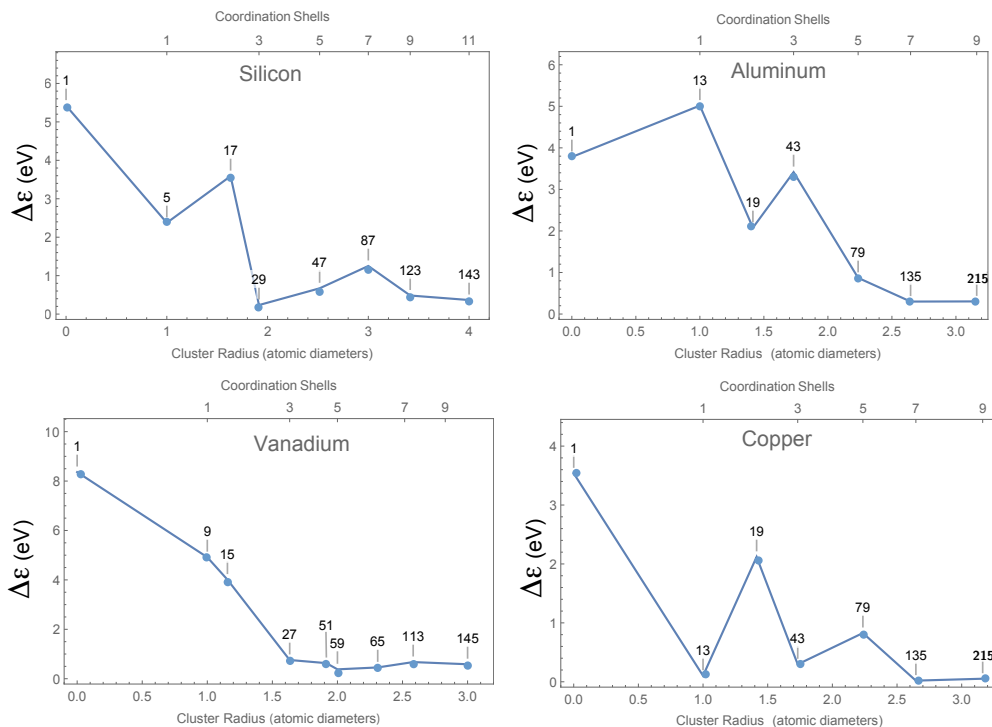 Coordination Shells
1 3 5 7 9 11
Silicon
Δε (eV)
6
5
4
3
2
1
0
1
5
17
29
47
87
123
143
0 1 2 3 4
Cluster Radius (atomic diameters)
Coordination Shells
1 3 5 7 9
Aluminum
Δε (eV)
6
5
4
3
2
1
0
1
13
19
43
79
135
215
0.0 1.0 1.5 2.0 2.5 3.0
Cluster Radius (atomic diameters)
Coordination Shells
1 3 5 7 9
Vanadium
Δε (eV)
10
8
6
4
2
0
1
9
15
27
51
59
65
113
145
0.0 0.5 1.0 1.5 2.0 2.5 3.0
Cluster Radius (atomic diameters)
Coordination Shells
1 3 5 7 9
Copper
Δε (eV)
4
3
2
1
0
1
13
19
43
79
135
215
0.0 0.5 1.0 1.5 2.0 2.5 3.0
Cluster Radius (atomic diameters)